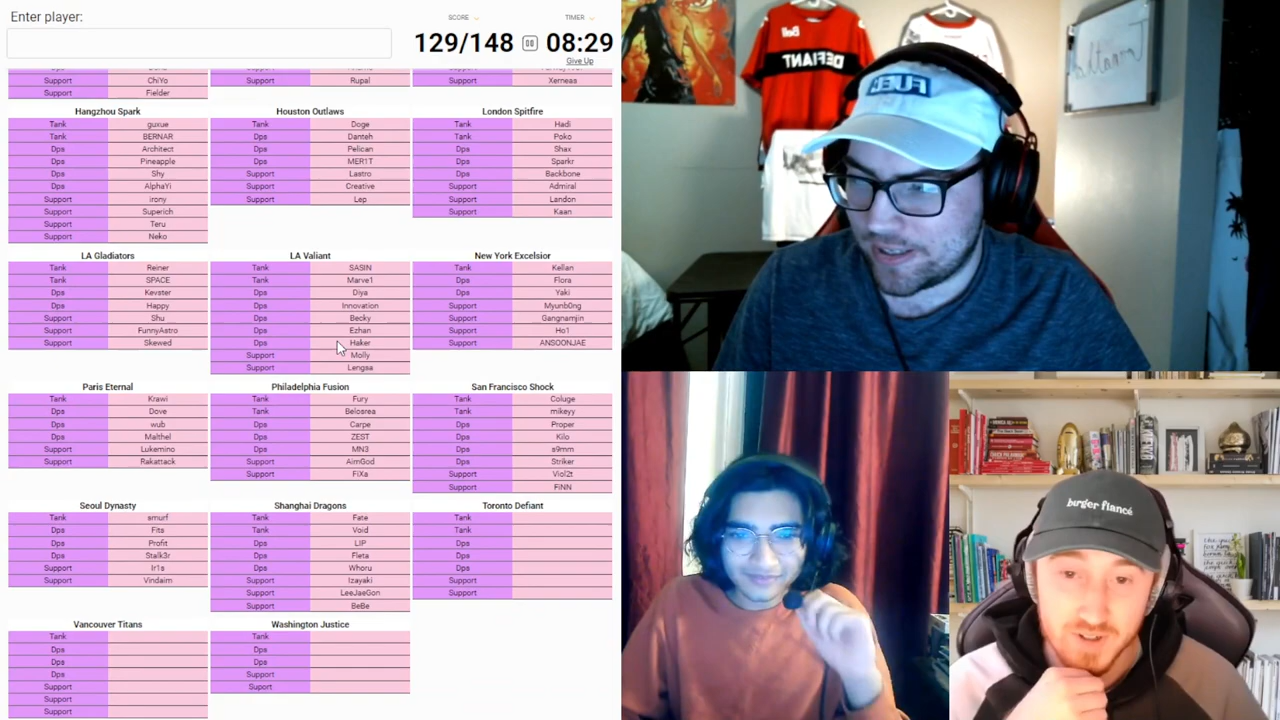 Enter player:
SCORE
TIMER
129/148
08:29
Give Up
Support ChiYo
Support Fielder
Support Rupal
Support Xerneas
Hangzhou Spark
Tank guxue
Tank BERNAR
Dps Architect
Dps Pineapple
Dps Shy
Dps AlphaYi
Support irony
Support Superich
Support Teru
Support Neko
Houston Outlaws
Tank Doge
Dps Danteh
Dps Pelican
Dps MER1T
Support Lastro
Support Creative
Support Lep
London Spitfire
Tank Hadi
Tank Poko
Dps Shax
Dps Sparkr
Dps Backbone
Support Admiral
Support Landon
Support Kaan
LA Gladiators
Tank Reiner
Tank SPACE
Dps Kevster
Dps Happy
Support Shu
Support FunnyAstro
Support Skewed
LA Valiant
Tank SASIN
Tank Marve1
Dps Diya
Dps Innovation
Dps Becky
Dps Ezhan
Dps Haker
Support Molly
Support Lengsa
New York Excelsior
Tank Kellan
Dps Flora
Dps Yaki
Support Myunb0ng
Support Gangnamjin
Support Ho1
Support ANSOONJAE
Paris Eternal
Tank Krawi
Dps Dove
Dps wub
Dps Malthel
Support Lukemino
Support Rakattack
Philadelphia Fusion
Tank Fury
Tank Belosrea
Dps Carpe
Dps ZEST
Dps MN3
Support AimGod
Support FiXa
San Francisco Shock
Tank Coluge
Tank mikeyy
Dps Proper
Dps Kilo
Dps s9mm
Dps Striker
Support Viol2t
Support FiNN
Seoul Dynasty
Tank smurf
Dps Fits
Dps Profit
Dps Stalk3r
Support Ir1s
Support Vindaim
Shanghai Dragons
Tank Fate
Tank Void
Dps LIP
Dps Fleta
Dps Whoru
Support Izayaki
Support LeeJaeGon
Support BeBe
Toronto Defiant
Tank
Tank
Dps
Dps
Dps
Support
Support
Vancouver Titans
Tank
Dps
Dps
Dps
Support
Support
Support
Washington Justice
Tank
Dps
Dps
Support
Suport
Bell
DEFIANT
FUEL
burger fiancé